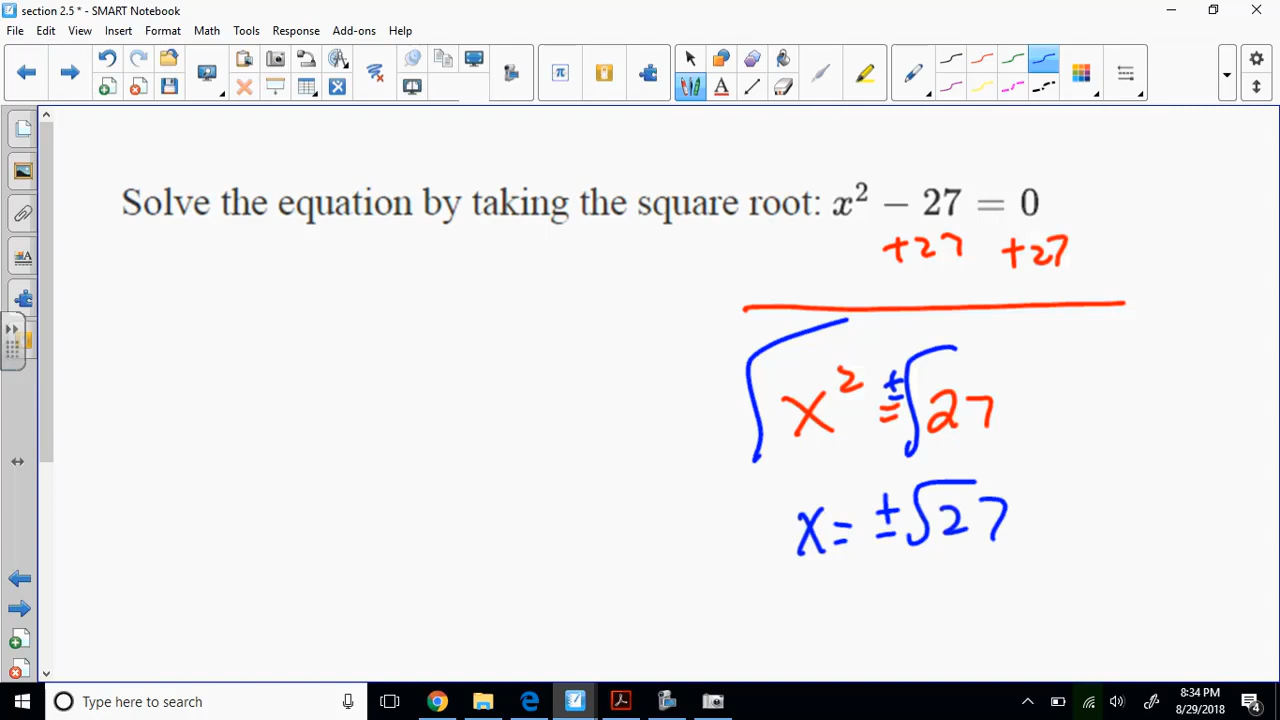 section 2.5 * - SMART Notebook
File Edit View Insert Format Math Tools Response Add-ons Help
Solve the equation by taking the square root: x² − 27 = 0
+27 +27
√x² = ±√27
x = ±√27
Type here to search
8:34 PM
8/29/2018
4